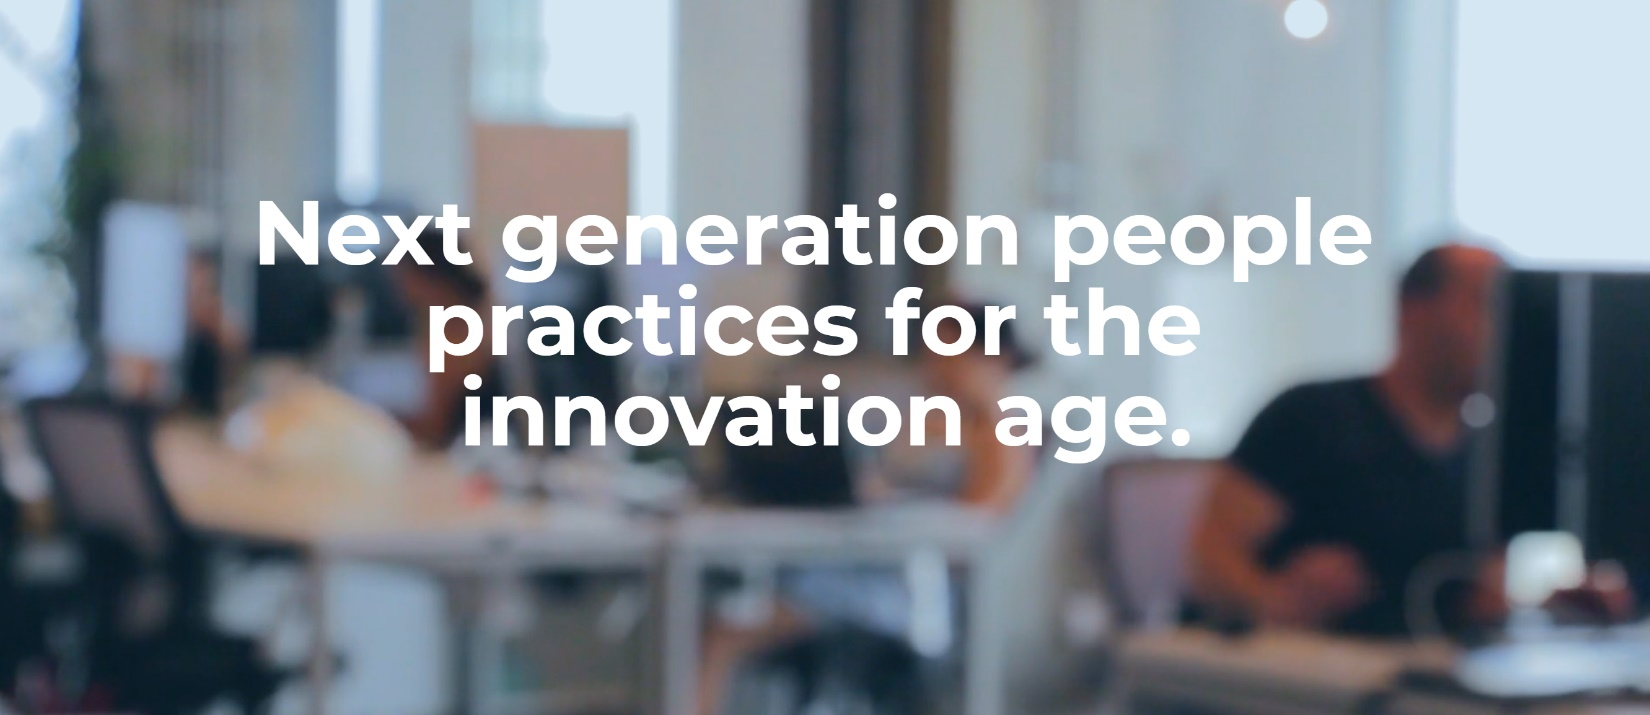 Next generation people
practices for the
innovation age.